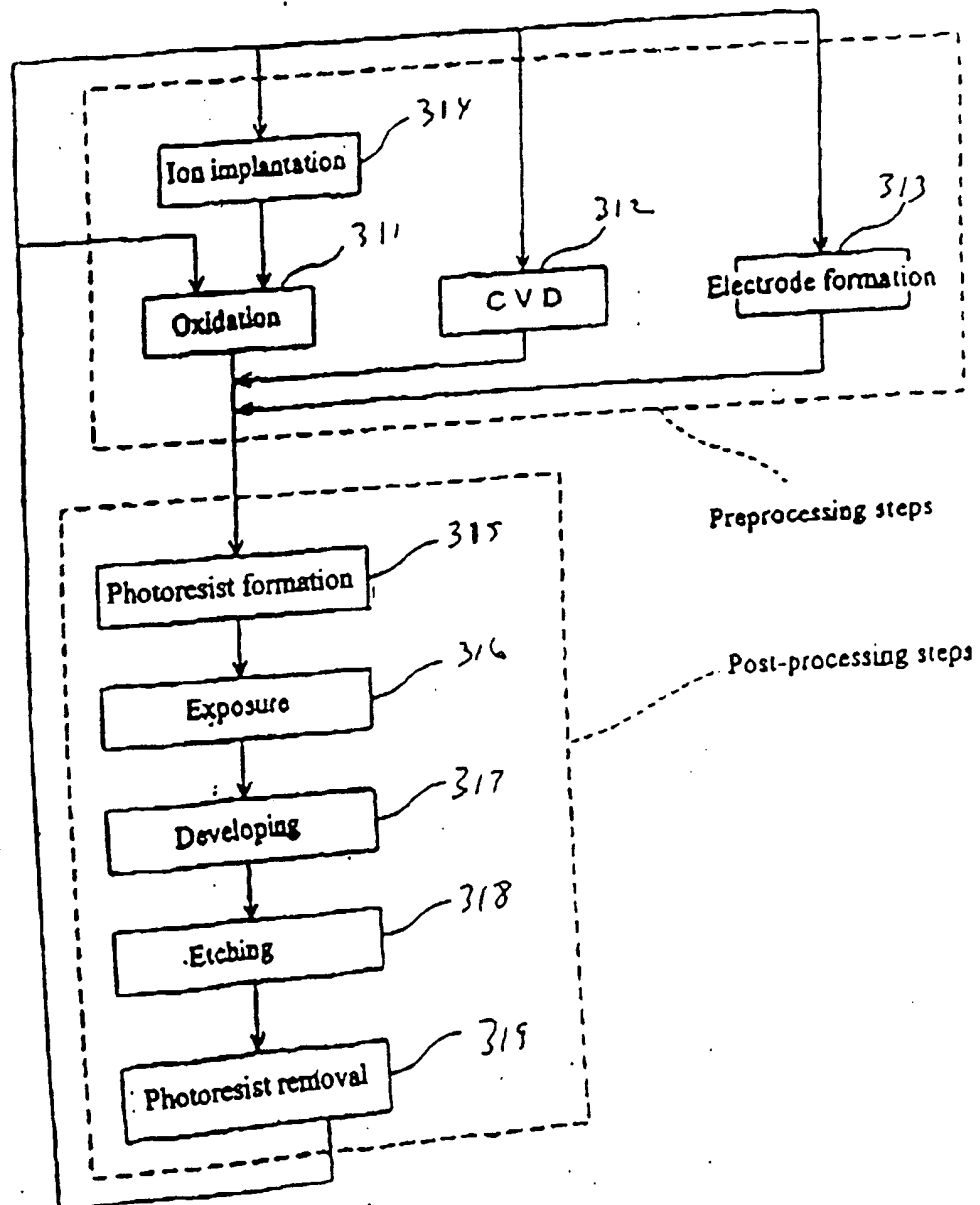 314
Ion implantation
311
312
313
Oxidation
C V D
Electrode formation
Preprocessing steps
315
Photoresist formation
316
Exposure
Post-processing steps
317
Developing
318
Etching
319
Photoresist removal